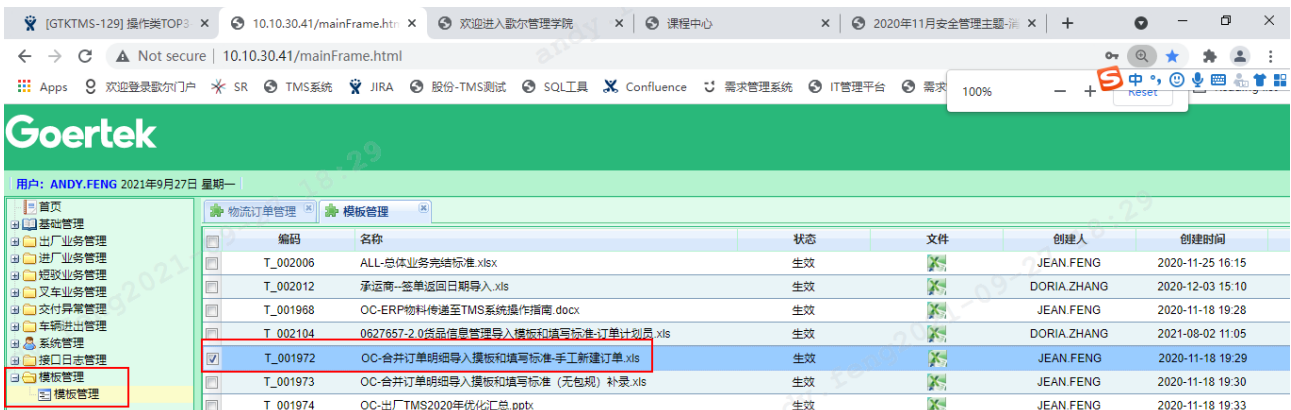 [GTKTMS-129] 操作类TOP3
10.10.30.41/mainFrame.htm
欢迎进入歌尔管理学院
课程中心
2020年11月安全管理主题-消
Not secure | 10.10.30.41/mainFrame.html
Apps 欢迎登录歌尔门户 SR TMS系统 JIRA 股份-TMS测试 SQL工具 Confluence 需求管理系统 IT管理平台 需求
100% － + Reset
中
Goertek
用户：ANDY.FENG 2021年9月27日 星期一
首页
基础管理
出厂业务管理
进厂业务管理
短驳业务管理
叉车业务管理
交付异常管理
车辆进出管理
系统管理
接口日志管理
模板管理
模板管理
物流订单管理 模板管理
编码 名称 状态 文件 创建人 创建时间
T_002006 ALL-总体业务完结标准.xlsx 生效 JEAN.FENG 2020-11-25 16:15
T_002012 承运商--签单返回日期导入.xls 生效 DORIA.ZHANG 2020-12-03 15:10
T_001968 OC-ERP物料传递至TMS系统操作指南.docx 生效 JEAN.FENG 2020-11-18 19:28
T_002104 0627657-2.0货品信息管理导入模板和填写标准-订单计划员.xls 生效 DORIA.ZHANG 2021-08-02 11:05
T_001972 OC-合并订单明细导入摸板和填写标准-手工新建订单.xls 生效 JEAN.FENG 2020-11-18 19:29
T_001973 OC-合并订单明细导入摸板和填写标准（无包规）补录.xls 生效 JEAN.FENG 2020-11-18 19:30
T_001974 OC-出厂TMS2020年优化汇总.pptx 生效 JEAN.FENG 2020-11-18 19:33